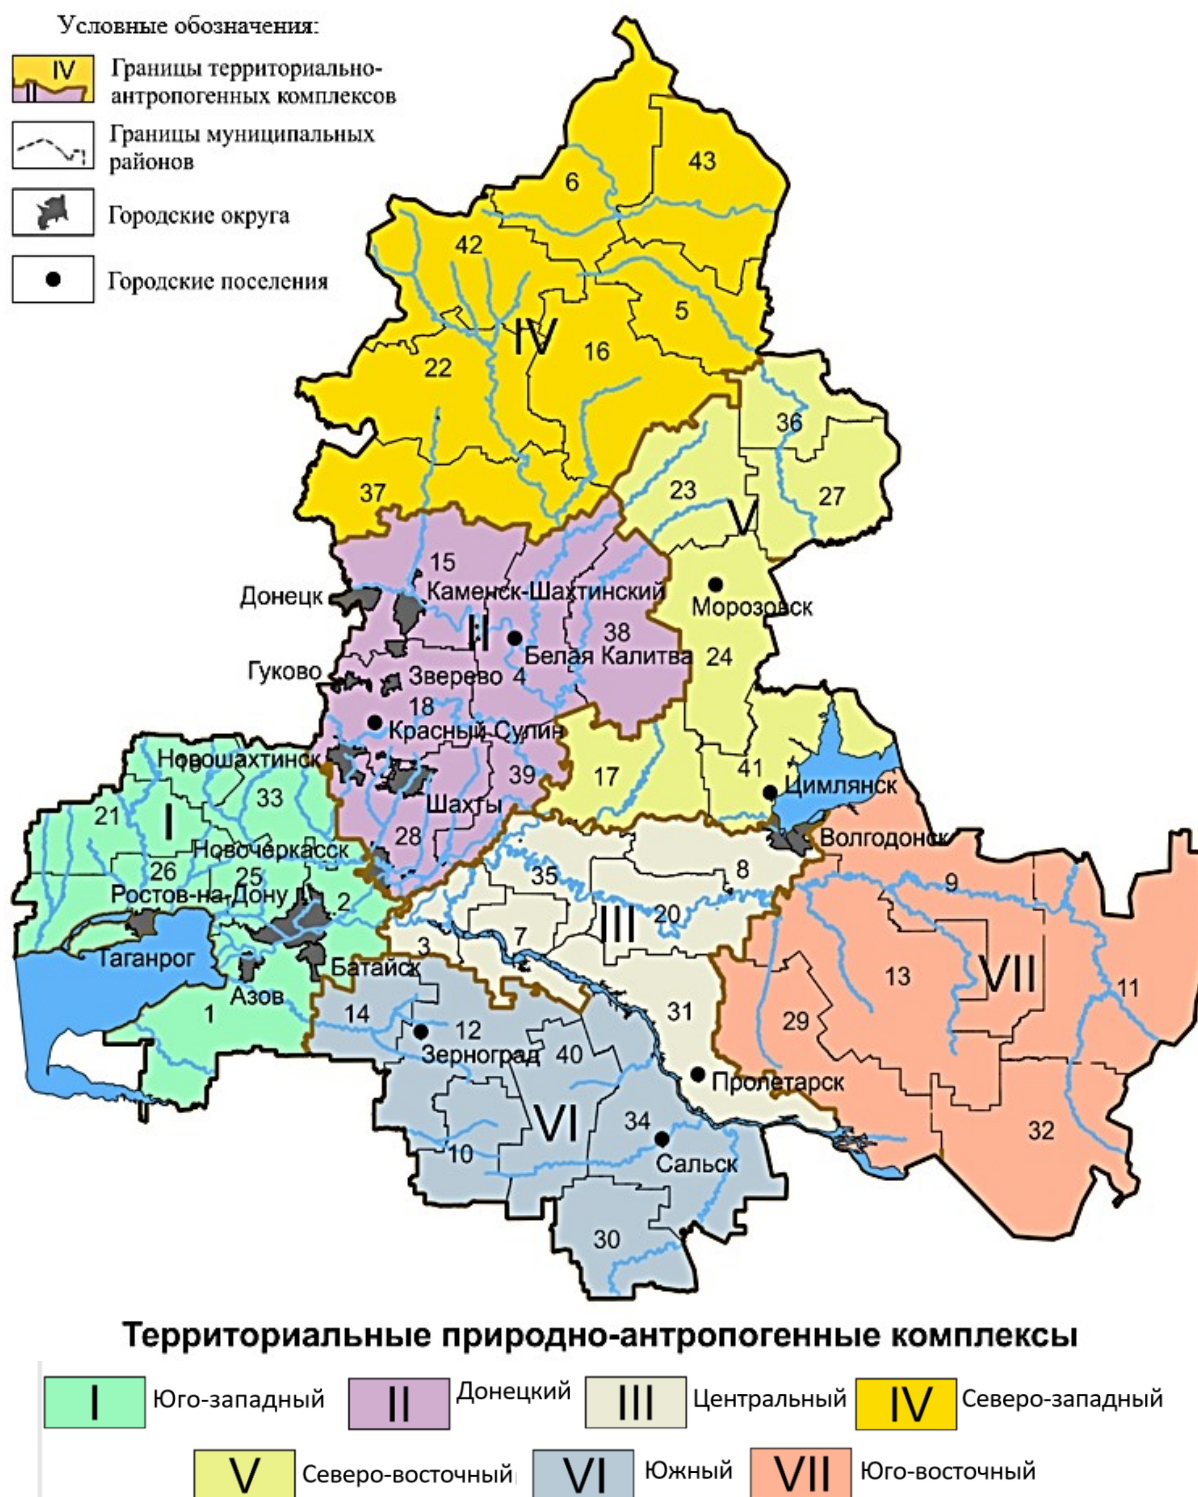 Условные обозначения:
IV
II
Границы территориально-
антропогенных комплексов
Границы муниципальных
районов
Городские округа
Городские поселения
43
6
42
5
IV
16
22
36
37
23
27
V
15
Донецк
Каменск-Шахтинский
Морозовск
II
38
Белая Калитва
24
Гуково
Зверево
4
18
Красный Сулин
Новошахтинск
39
17
41
Цимлянск
33
Шахты
21
I
28
Волгодонск
Новочеркасск
26
25
35
8
9
Ростов-на-Дону
2
20
III
7
3
Таганрог
Батайск
13
VII
11
Азов
1
14
12
31
29
Зерноград
40
Пролетарск
VI
34
32
10
Сальск
30
Территориальные природно-антропогенные комплексы
I Юго-западный
II Донецкий
III Центральный
IV Северо-западный
V Северо-восточный
VI Южный
VII Юго-восточный